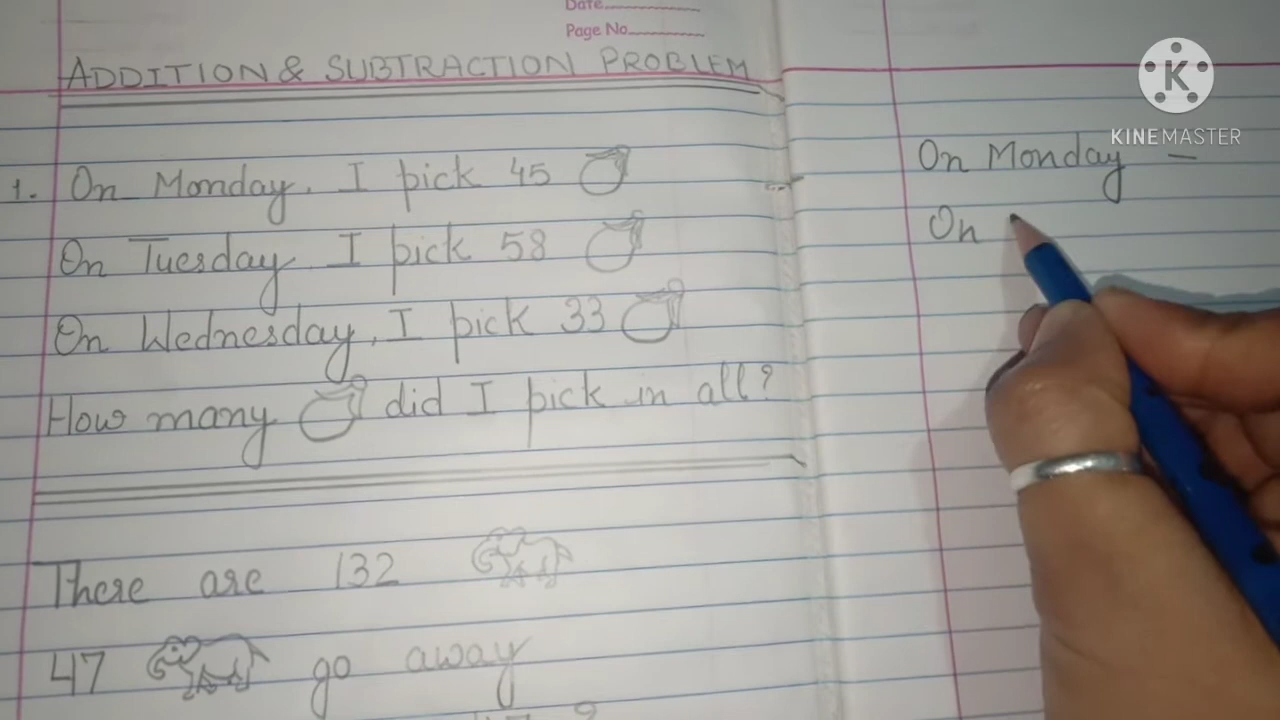 Date
Page No.
ADDITION & SUBTRACTION PROBLEM
1. On Monday, I pick 45
On Tuesday, I pick 58
On Wednesday, I pick 33
How many did I pick in all?
There are 132
47 go away
On Monday –
On
K
KINEMASTER